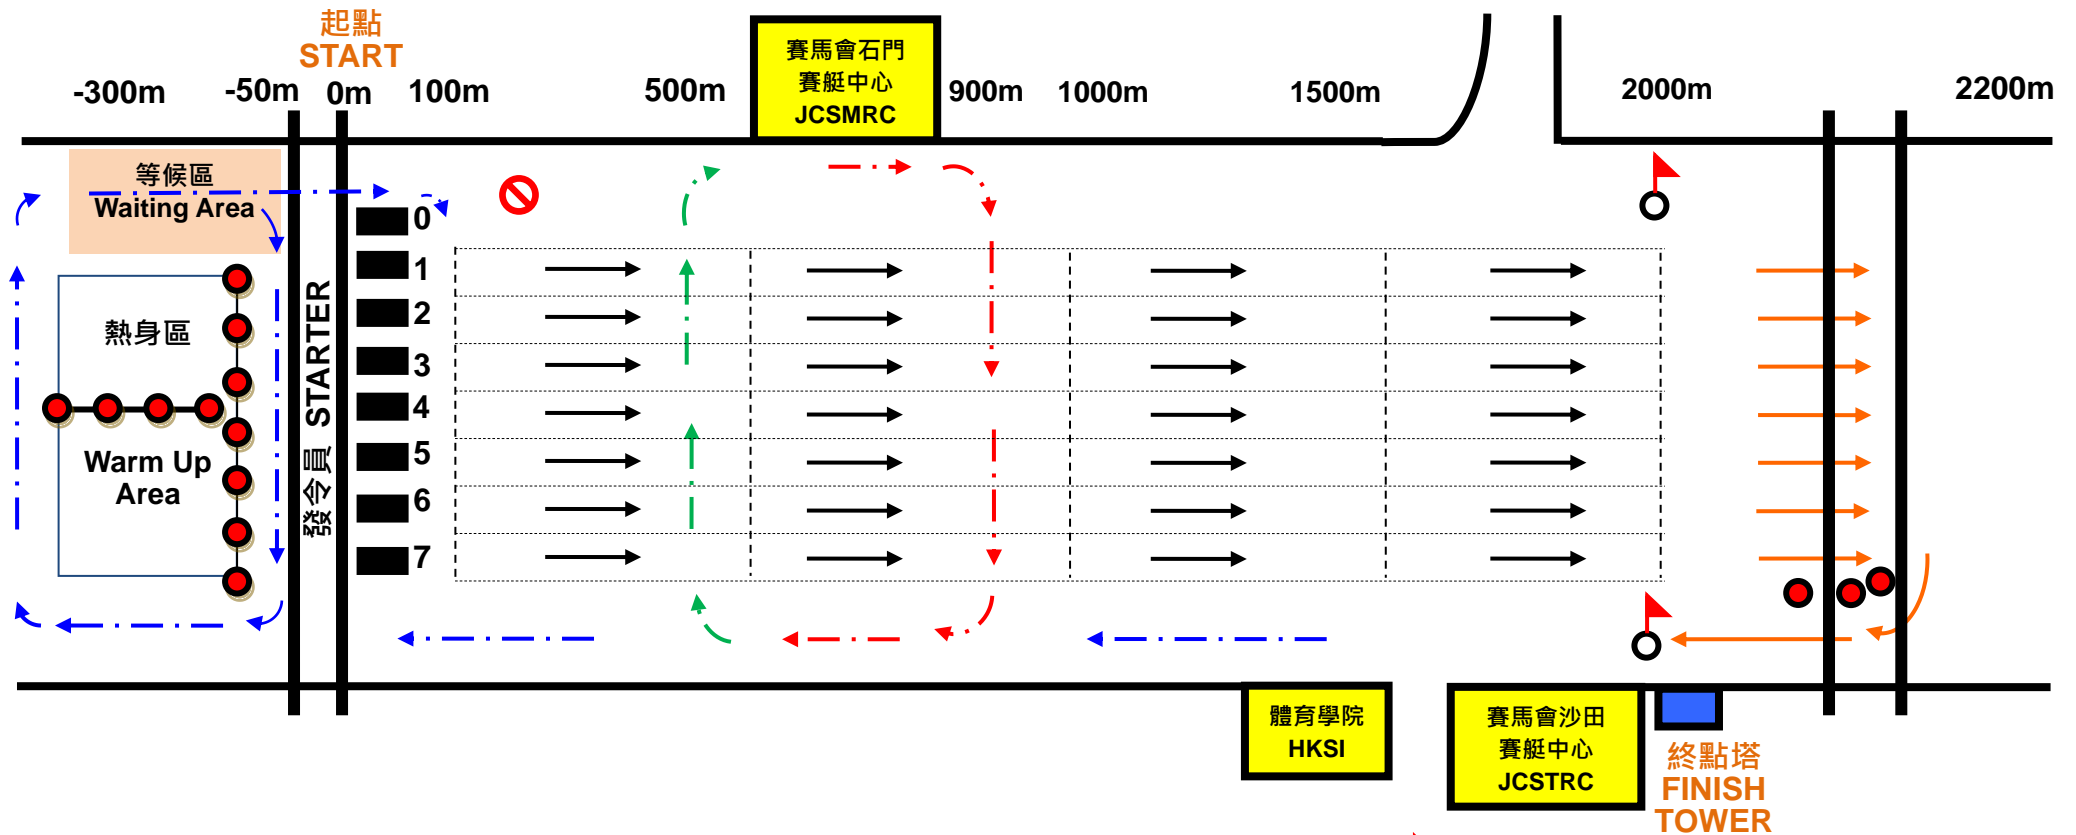 起點
START
-300m
-50m
0m
100m
500m
賽馬會石門
賽艇中心
JCSMRC
900m
1000m
1500m
2000m
2200m
等候區
Waiting Area
熱身區
Warm Up
Area
發令員 STARTER
0
1
2
3
4
5
6
7
體育學院
HKSI
賽馬會沙田
賽艇中心
JCSTRC
終點塔
FINISH
TOWER